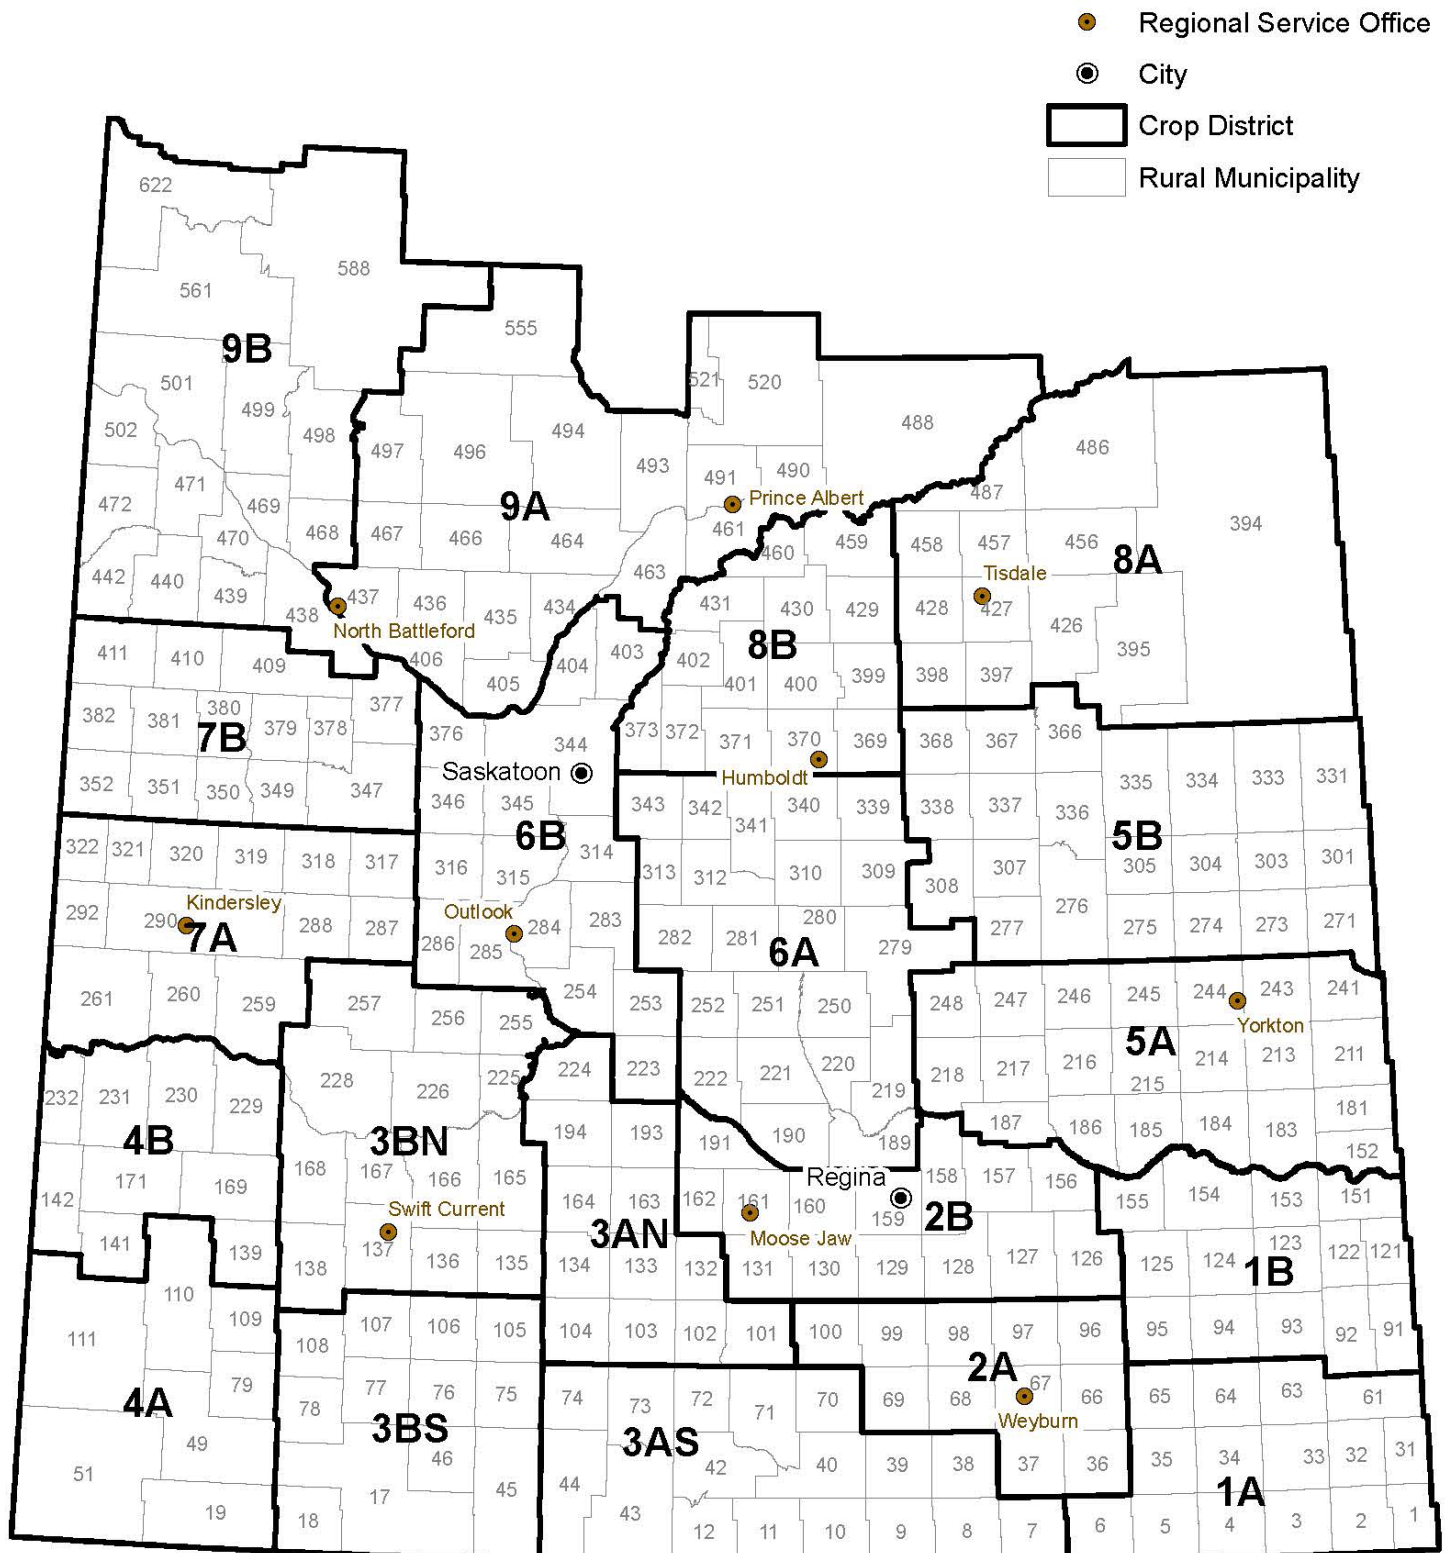 Regional Service Office
City
Crop District
Rural Municipality
622
588
561
555
9B
521 520
501
499
488
502
498 497 496 494
486
493
491 490
472 471
469
9A
Prince Albert
487
394
468 467 466 464
461
459
458 457 456
470
460
8A
463
Tisdale
442 440 439
438
437 436 435 434
431 430 429
428 427
426
North Battleford
8B
411 410 409
406
405
404 403 402
401 400 399
398 397
395
382 381 380 379 378 377
376
373 372 371 370 369
368 367 366
7B
344
Saskatoon
Humboldt
352 351 350 349 347
346 345
343 342 341 340 339
338 337 336 335 334 333 331
6B
5B
322 321 320 319 318 317
316 315 314
313 312 310 309
308 307
305 304 303 301
Kindersley
Outlook
292 290 288 287
286 285 284 283
282 281 280 279
277 276 275 274 273 271
7A
6A
261 260 259 257 256 255
254 253 252 251 250
248 247 246 245 244 243 241
Yorkton
5A
232 231 230 229 228 226 225
224 223 222 221 220 219
218 217 216 215 214 213 211
4B
3BN
194 193 191 190 189
187 186 185 184 183 181
152
142 171 169
168 167 166 165
164 163 162 161 160 159
158 157 156
155 154 153 151
Regina
Swift Current
2B
3AN
Moose Jaw
141 139 138 137 136 135
134 133 132 131 130 129 128 127 126
125 124 123 122 121
1B
111 110 109 108
107 106 105
104 103 102 101 100 99 98 97 96
95 94 93 92 91
2A
4A
79 78 77 76 75
74 73 72 71 70
69 68 67 66
65 64 63 61
Weyburn
3BS
3AS
51 49 46 45
44 42 40 39 38 37 36
35 34 33 32 31
1A
19 18 17
43 12 11 10 9 8 7
6 5 4 3 2 1